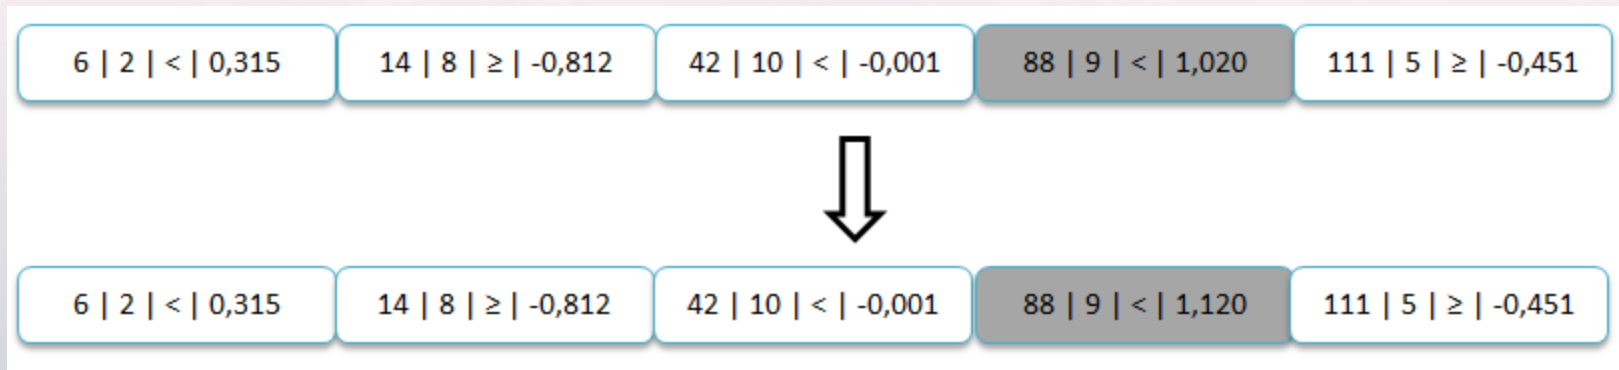 6 | 2 | < | 0,315 14 | 8 | ≥ | -0,812 42 | 10 | < | -0,001 88 | 9 | < | 1,020 111 | 5 | ≥ | -0,451
6 | 2 | < | 0,315 14 | 8 | ≥ | -0,812 42 | 10 | < | -0,001 88 | 9 | < | 1,120 111 | 5 | ≥ | -0,451